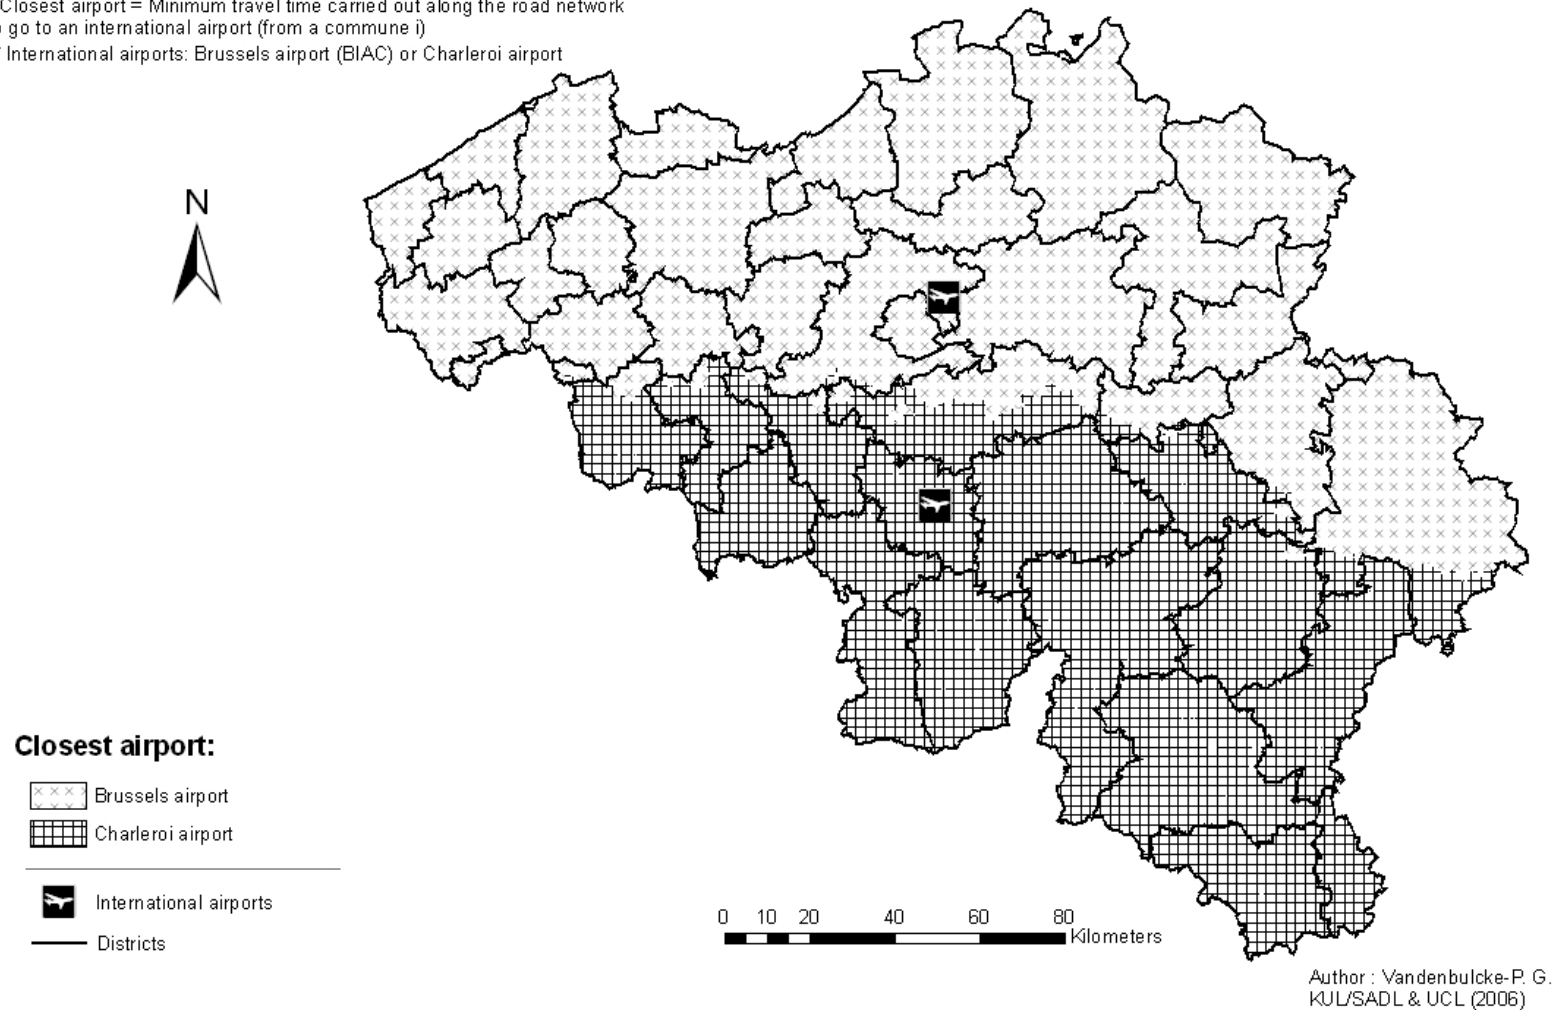 Closest airport = Minimum travel time carried out along the road network
go to an international airport (from a commune i)
International airports: Brussels airport (BIAC) or Charleroi airport
N
Closest airport:
Brussels airport
Charleroi airport
International airports
Districts
0 10 20 40 60 80
Kilometers
Author : Vandenbulcke-P. G.
KUL/SADL & UCL (2006)